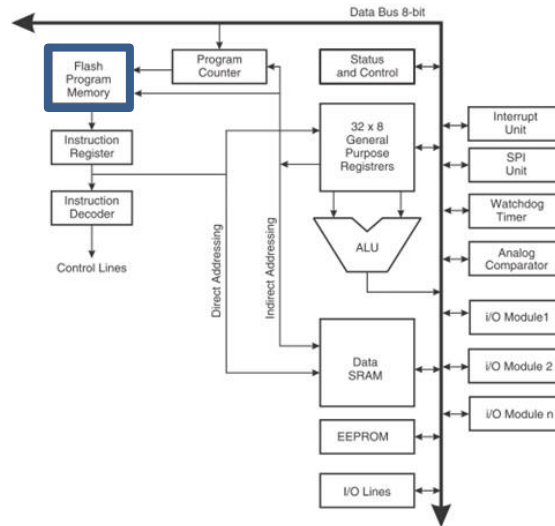 Data Bus 8-bit
Flash
Program
Memory
Program
Counter
Status
and Control
Instruction
Register
32 x 8
General
Purpose
Registrers
Interrupt
Unit
SPI
Unit
Instruction
Decoder
Watchdog
Timer
ALU
Control Lines
Direct Addressing
Indirect Addressing
Analog
Comparator
i/O Module1
Data
SRAM
i/O Module 2
i/O Module n
EEPROM
I/O Lines